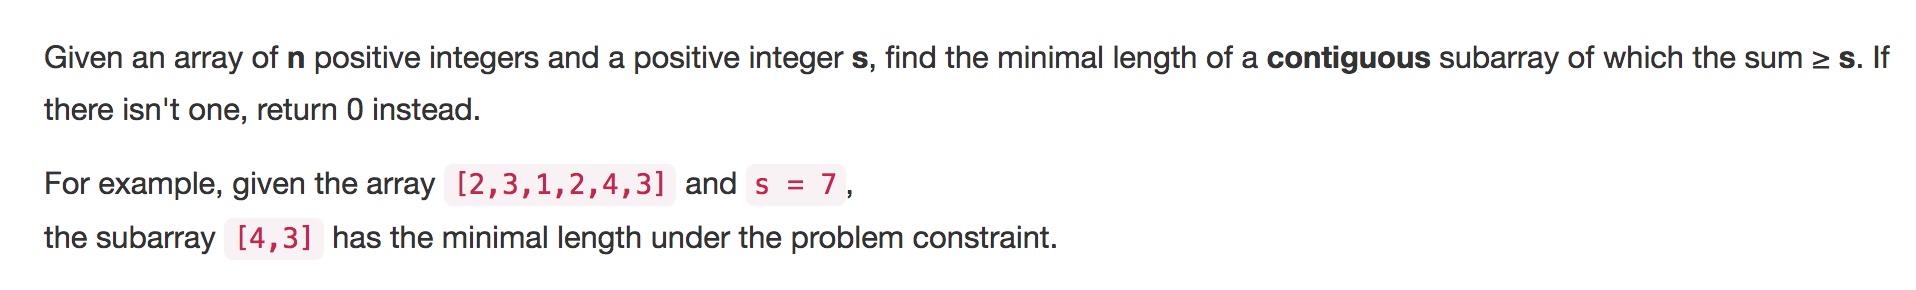 Given an array of n positive integers and a positive integer s, find the minimal length of a contiguous subarray of which the sum ≥ s. If
there isn't one, return 0 instead.
For example, given the array [2,3,1,2,4,3] and s = 7,
the subarray [4,3] has the minimal length under the problem constraint.